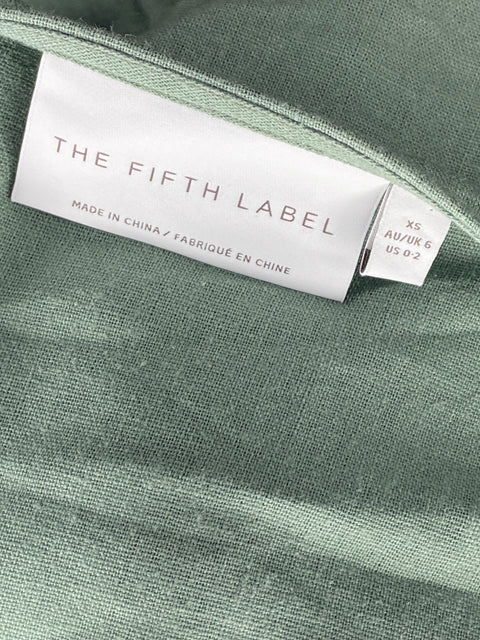 THE FIFTH LABEL
MADE IN CHINA / FABRIQUÉ EN CHINE
XS
AU/UK 6
US 0-2